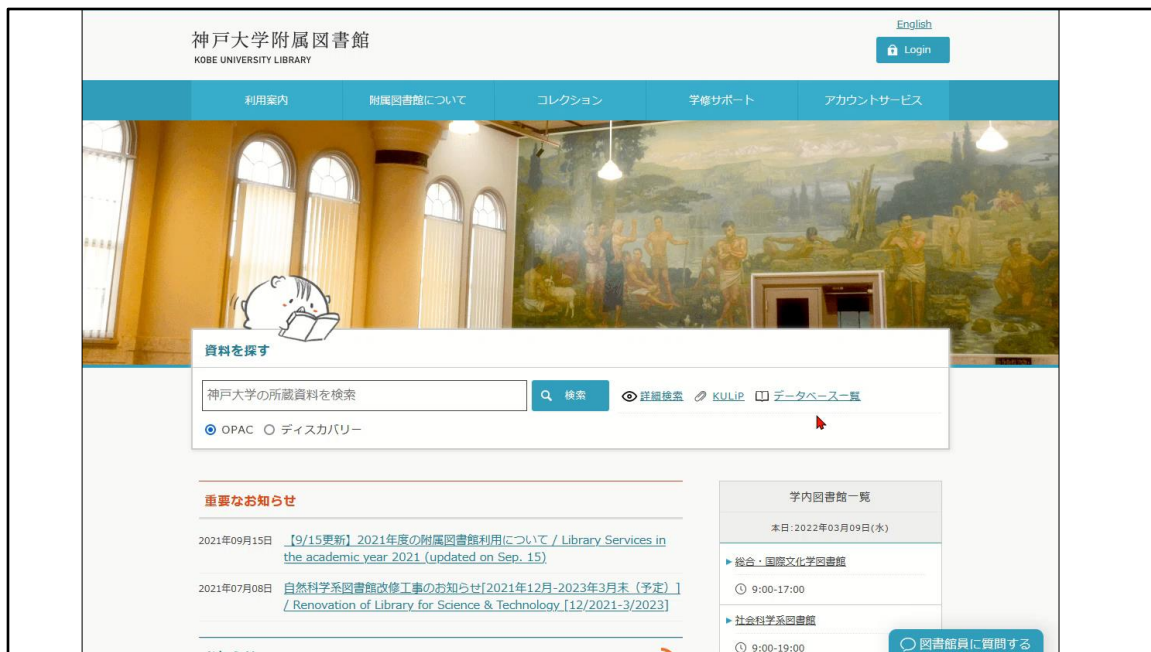 神戸大学附属図書館
KOBE UNIVERSITY LIBRARY
English
Login
利用案内
附属図書館について
コレクション
学修サポート
アカウントサービス
資料を探す
神戸大学の所蔵資料を検索
検索
詳細検索
KULiP
データベース一覧
OPAC
ディスカバリー
重要なお知らせ
2021年09月15日 【9/15更新】2021年度の附属図書館利用について / Library Services in
the academic year 2021 (updated on Sep. 15)
2021年07月08日 自然科学系図書館改修工事のお知らせ[2021年12月-2023年3月末（予定）]
/ Renovation of Library for Science & Technology [12/2021-3/2023]
学内図書館一覧
本日:2022年03月09日(水)
総合・国際文化学図書館
9:00-17:00
社会科学系図書館
9:00-19:00
図書館員に質問する